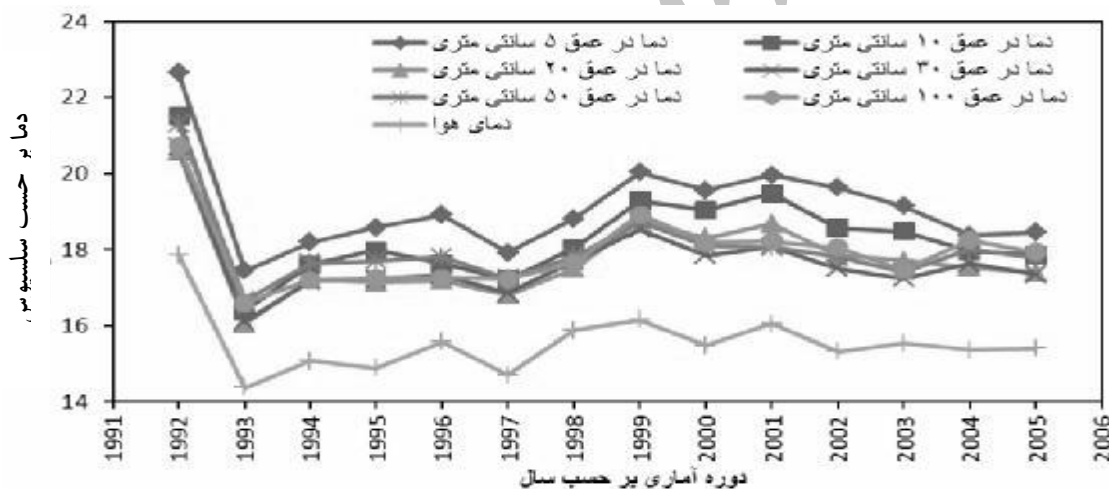 24
22
20
18
16
14
دما بر حسب سلسیوس
دما در عمق ۵ سانتی متری
دما در عمق ۱۰ سانتی متری
دما در عمق ۲۰ سانتی متری
دما در عمق ۳۰ سانتی متری
دما در عمق ۵۰ سانتی متری
دما در عمق ۱۰۰ سانتی متری
دمای هوا
1991 1992 1993 1994 1995 1996 1997 1998 1999 2000 2001 2002 2003 2004 2005 2006
دوره آماری بر حسب سال